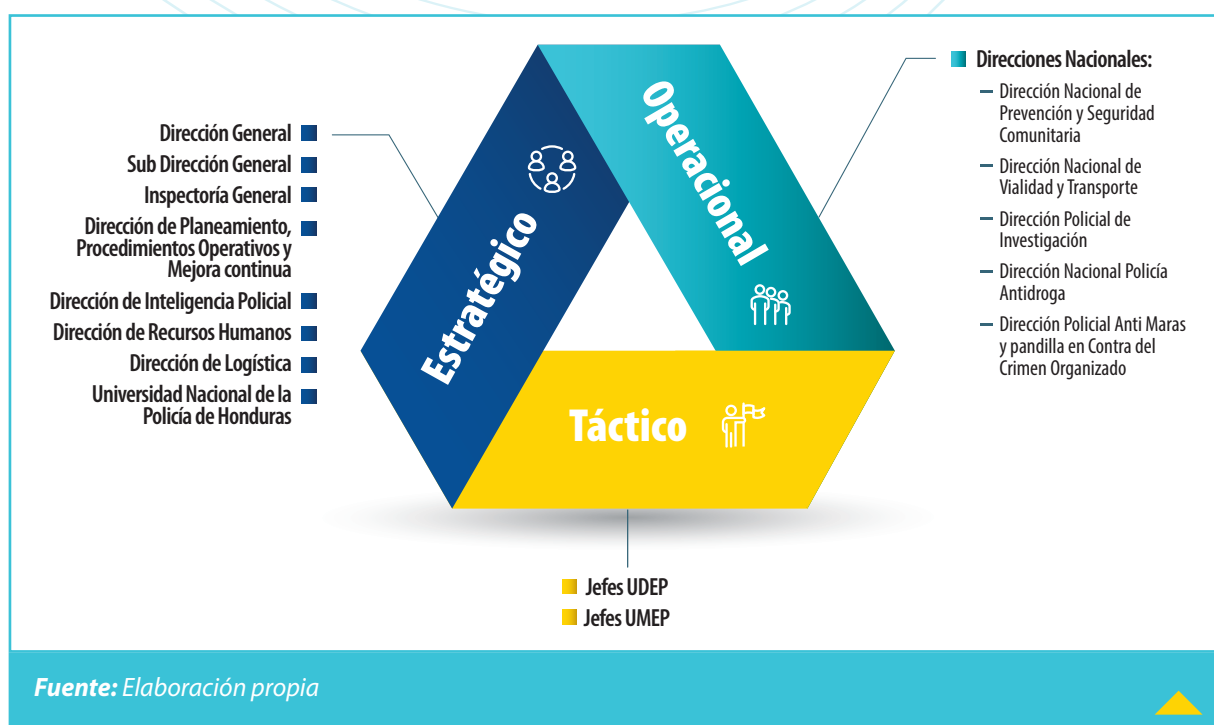 Dirección General
Sub Dirección General
Inspectoría General
Dirección de Planeamiento,
Procedimientos Operativos y
Mejora continua
Dirección de Inteligencia Policial
Dirección de Recursos Humanos
Dirección de Logística
Universidad Nacional de la
Policía de Honduras
Estratégico
Operacional
Táctico
Direcciones Nacionales:
– Dirección Nacional de
Prevención y Seguridad
Comunitaria
– Dirección Nacional de
Vialidad y Transporte
– Dirección Policial de
Investigación
– Dirección Nacional Policía
Antidroga
– Dirección Policial Anti Maras
y pandilla en Contra del
Crimen Organizado
Jefes UDEP
Jefes UMEP
Fuente: Elaboración propia